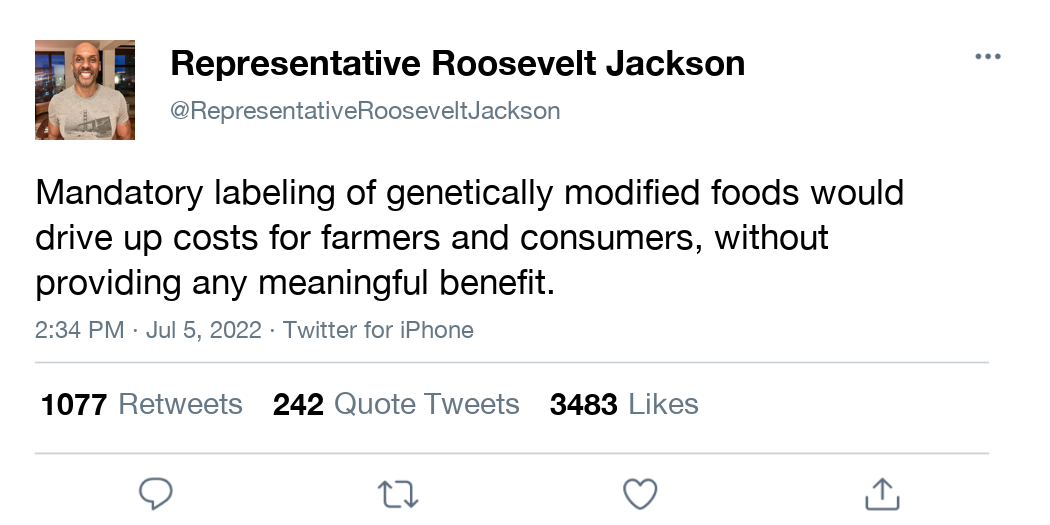 Representative Roosevelt Jackson
@RepresentativeRooseveltJackson
Mandatory labeling of genetically modified foods would
drive up costs for farmers and consumers, without
providing any meaningful benefit.
2:34 PM · Jul 5, 2022 · Twitter for iPhone
1077 Retweets 242 Quote Tweets 3483 Likes